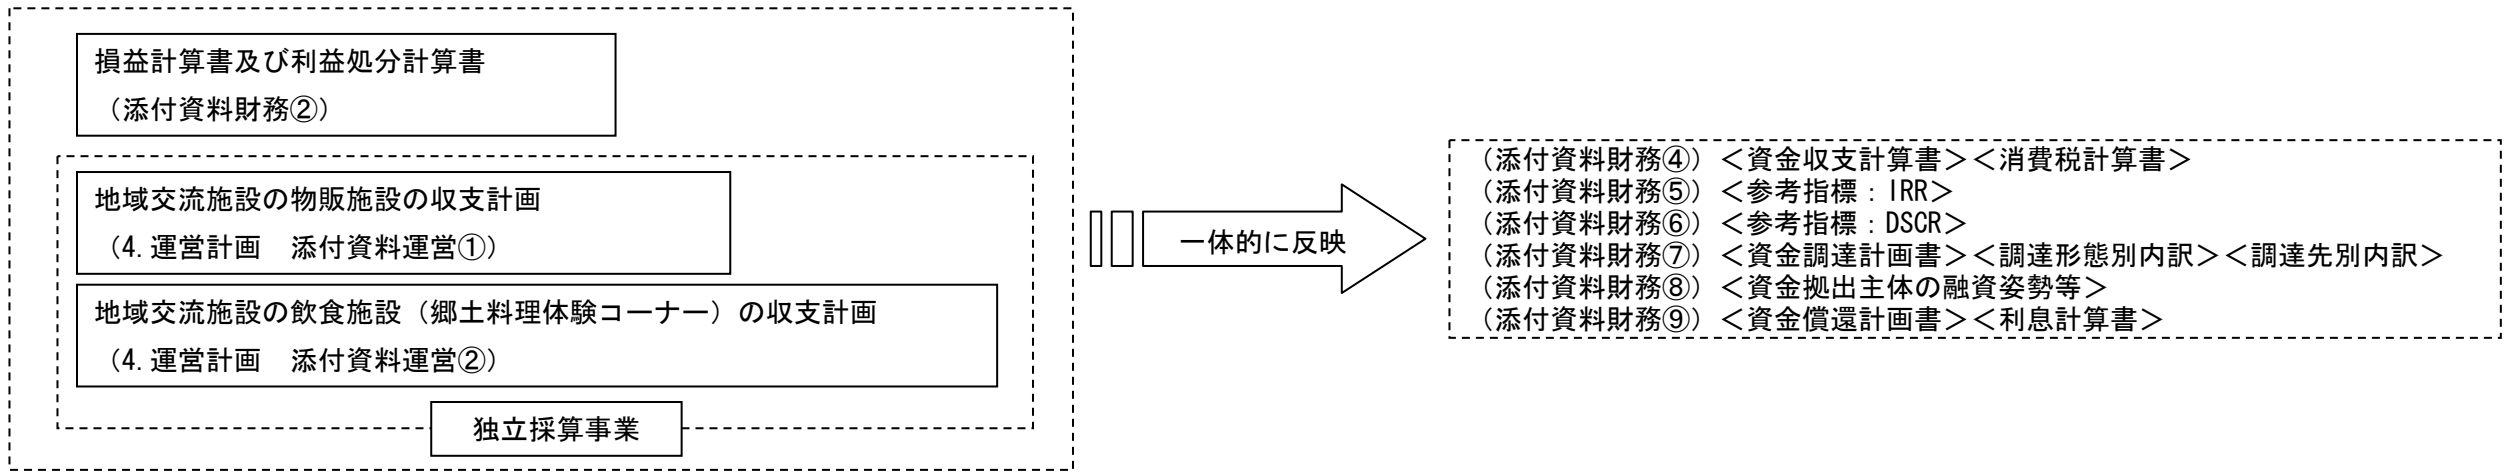 損益計算書及び利益処分計算書
（添付資料財務②）
地域交流施設の物販施設の収支計画
（4.運営計画　添付資料運営①）
地域交流施設の飲食施設（郷土料理体験コーナー）の収支計画
（4.運営計画　添付資料運営②）
独立採算事業
一体的に反映
（添付資料財務④）＜資金収支計算書＞＜消費税計算書＞
（添付資料財務⑤）＜参考指標：IRR＞
（添付資料財務⑥）＜参考指標：DSCR＞
（添付資料財務⑦）＜資金調達計画書＞＜調達形態別内訳＞＜調達先別内訳＞
（添付資料財務⑧）＜資金拠出主体の融資姿勢等＞
（添付資料財務⑨）＜資金償還計画書＞＜利息計算書＞